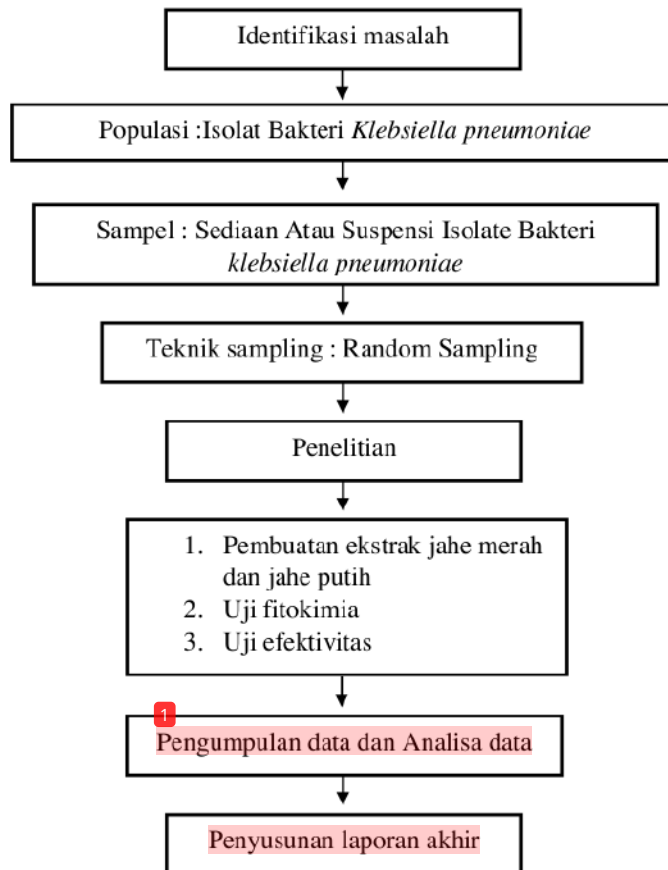 Identifikasi masalah
Populasi :Isolat Bakteri Klebsiella pneumoniae
Sampel : Sediaan Atau Suspensi Isolate Bakteri
klebsiella pneumoniae
Teknik sampling : Random Sampling
Penelitian
1. Pembuatan ekstrak jahe merah
dan jahe putih
2. Uji fitokimia
3. Uji efektivitas
1
Pengumpulan data dan Analisa data
Penyusunan laporan akhir